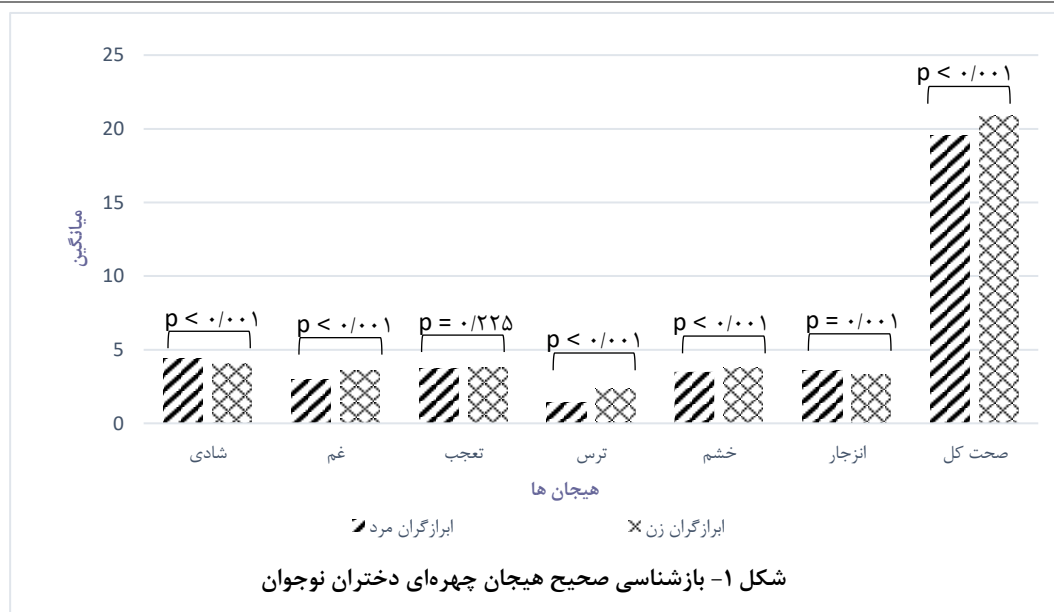 25
20
15
10
5
0
میانگین
p < ۰/۰۰۱
p < ۰/۰۰۱
p = ۰/۲۲۵
p < ۰/۰۰۱
p < ۰/۰۰۱
p = ۰/۰۰۱
p < ۰/۰۰۱
شادی
غم
تعجب
ترس
خشم
انزجار
صحت کل
هیجان ها
ابرازگران مرد
ابرازگران زن
شکل ۱- بازشناسی صحیح هیجان چهره‌ای دختران نوجوان